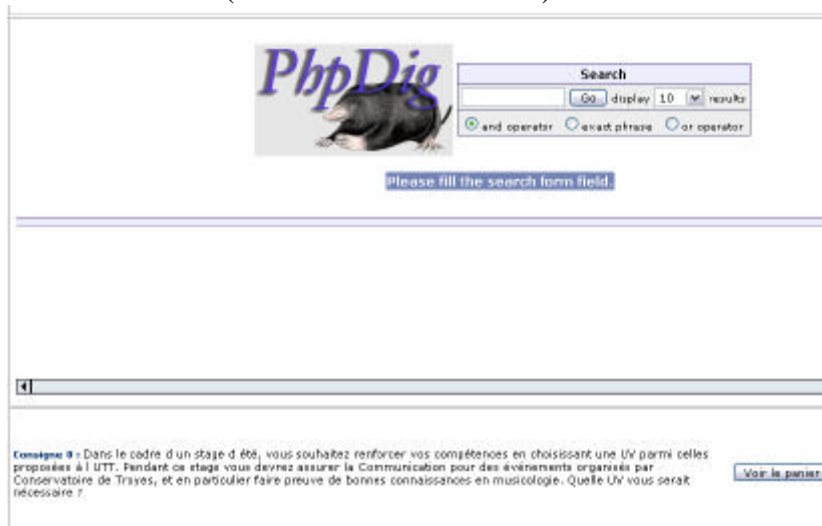 PhpDig
Search
Go display 10 results
and operator exact phrase or operator
Please fill the search form field.
Consigne 8 : Dans le cadre d un stage d été, vous souhaitez renforcer vos compétences en choisissant une UV parmi celles
proposées à l UTT. Pendant ce stage vous devrez assurer la Communication pour des événements organisés par
Conservatoire de Troyes, et en particulier faire preuve de bonnes connaissances en musicologie. Quelle UV vous serait
nécessaire ?
Voir le panier